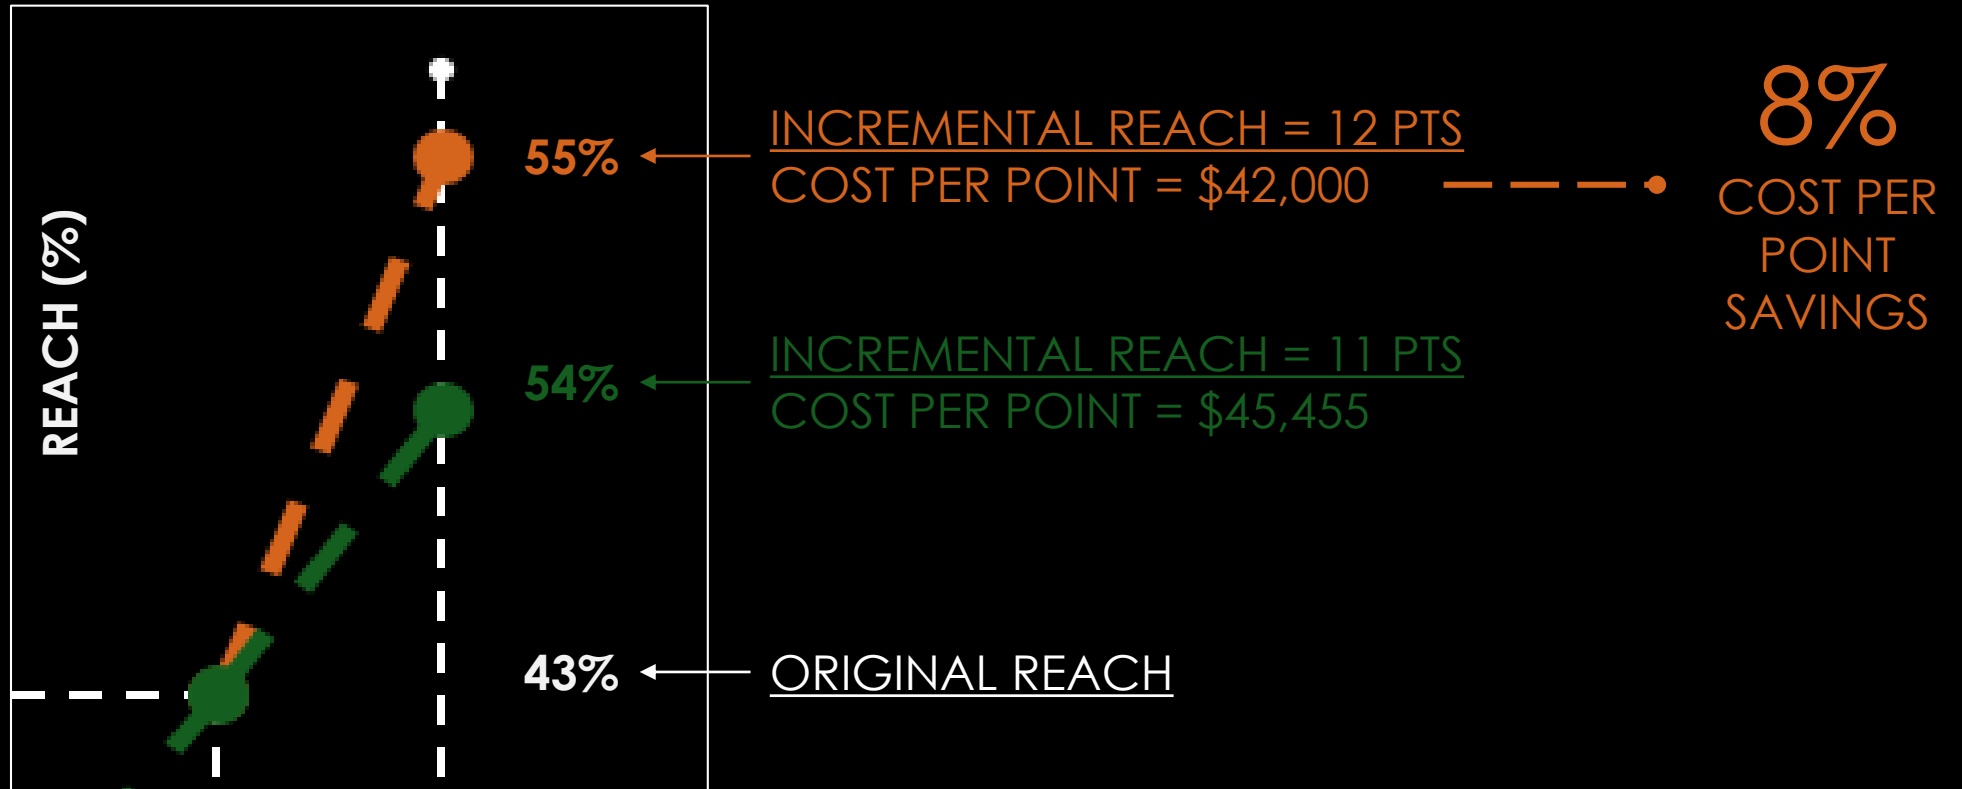 REACH (%)
55%
INCREMENTAL REACH = 12 PTS
COST PER POINT = $42,000
8%
COST PER
POINT
SAVINGS
54%
INCREMENTAL REACH = 11 PTS
COST PER POINT = $45,455
43%
ORIGINAL REACH